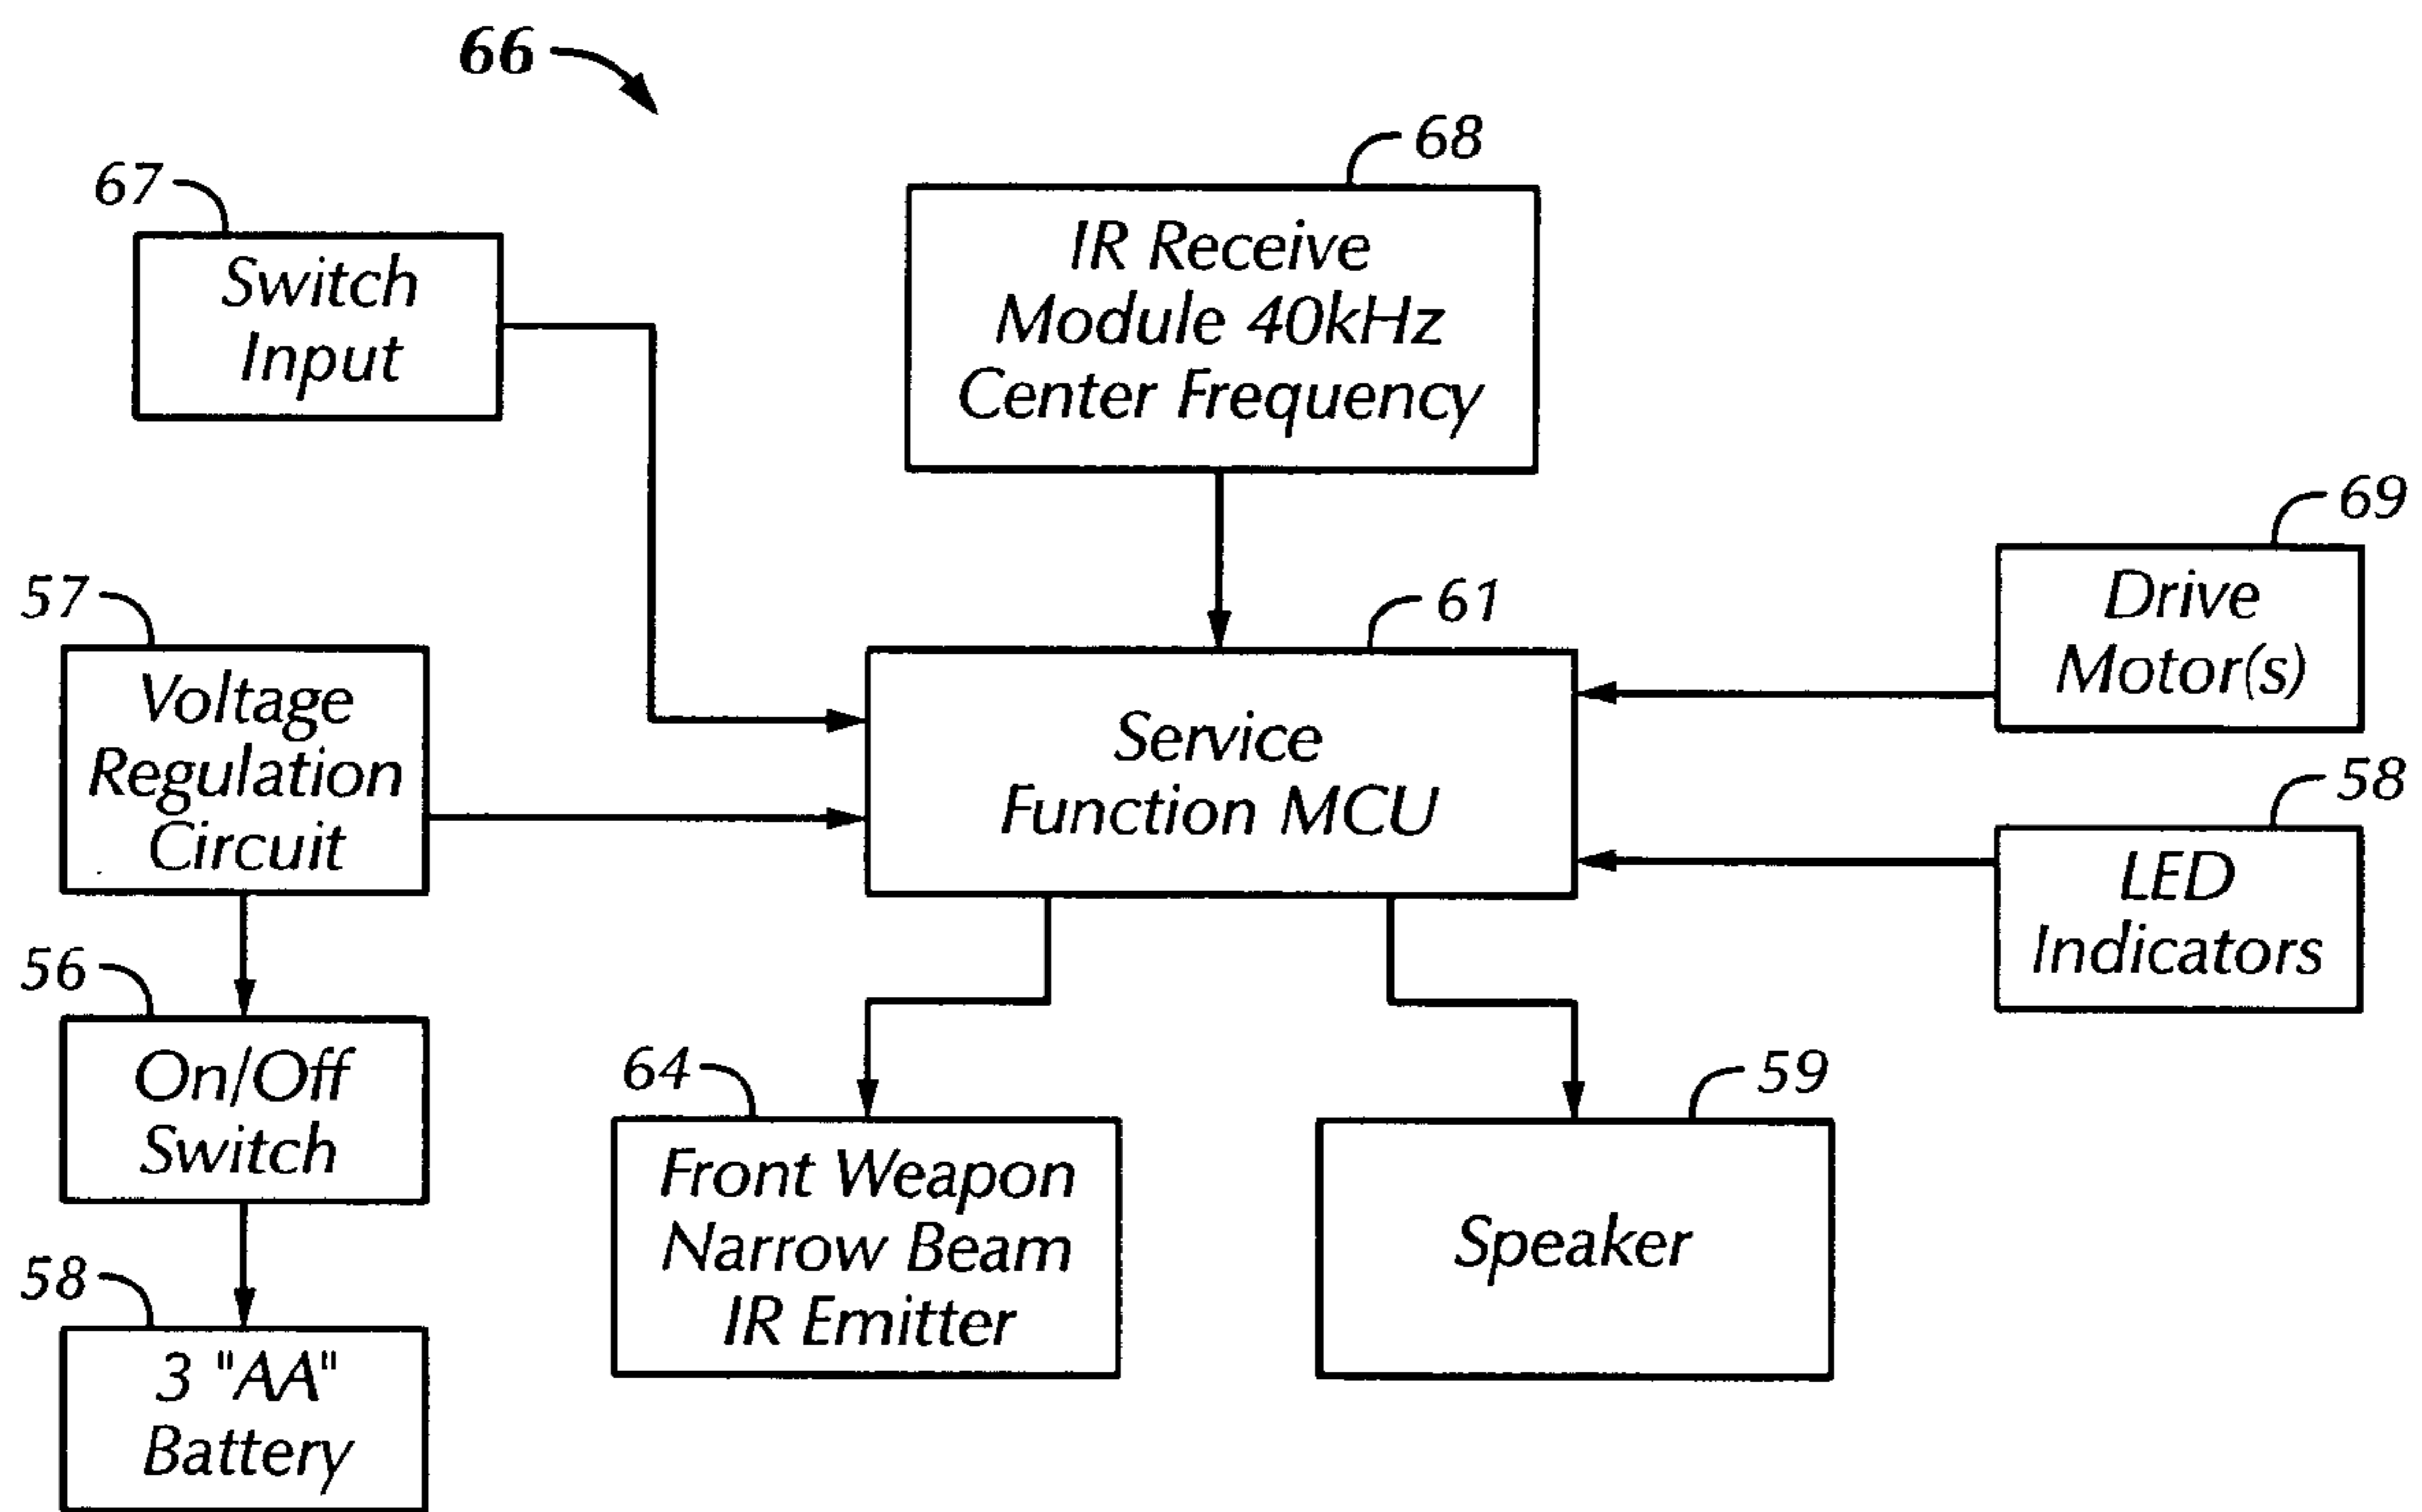 66
67
Switch
Input
68
IR Receive
Module 40kHz
Center Frequency
57
Voltage
Regulation
Circuit
61
Service
Function MCU
69
Drive
Motor(s)
58
LED
Indicators
56
On/Off
Switch
64
Front Weapon
Narrow Beam
IR Emitter
59
Speaker
58
3 "AA"
Battery